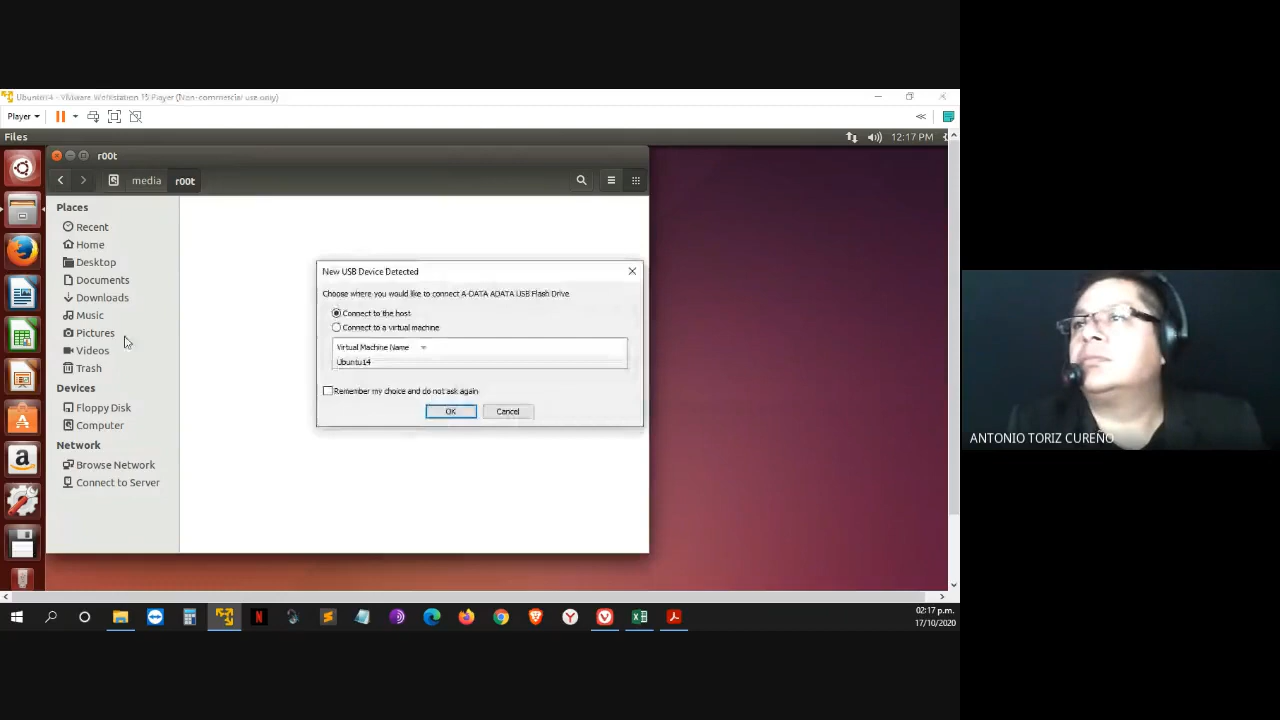 Ubuntu14 - VMware Workstation 15 Player (Non-commercial use only)
Player
Files
12:17 PM
r00t
media
r00t
Places
Recent
Home
Desktop
Documents
Downloads
Music
Pictures
Videos
Trash
Devices
Floppy Disk
Computer
Network
Browse Network
Connect to Server
New USB Device Detected
Choose where you would like to connect A-DATA ADATA USB Flash Drive
Connect to the host
Connect to a virtual machine
Virtual Machine Name
Ubuntu14
Remember my choice and do not ask again
OK
Cancel
ANTONIO TORIZ CUREÑO
02:17 p.m.
17/10/2020